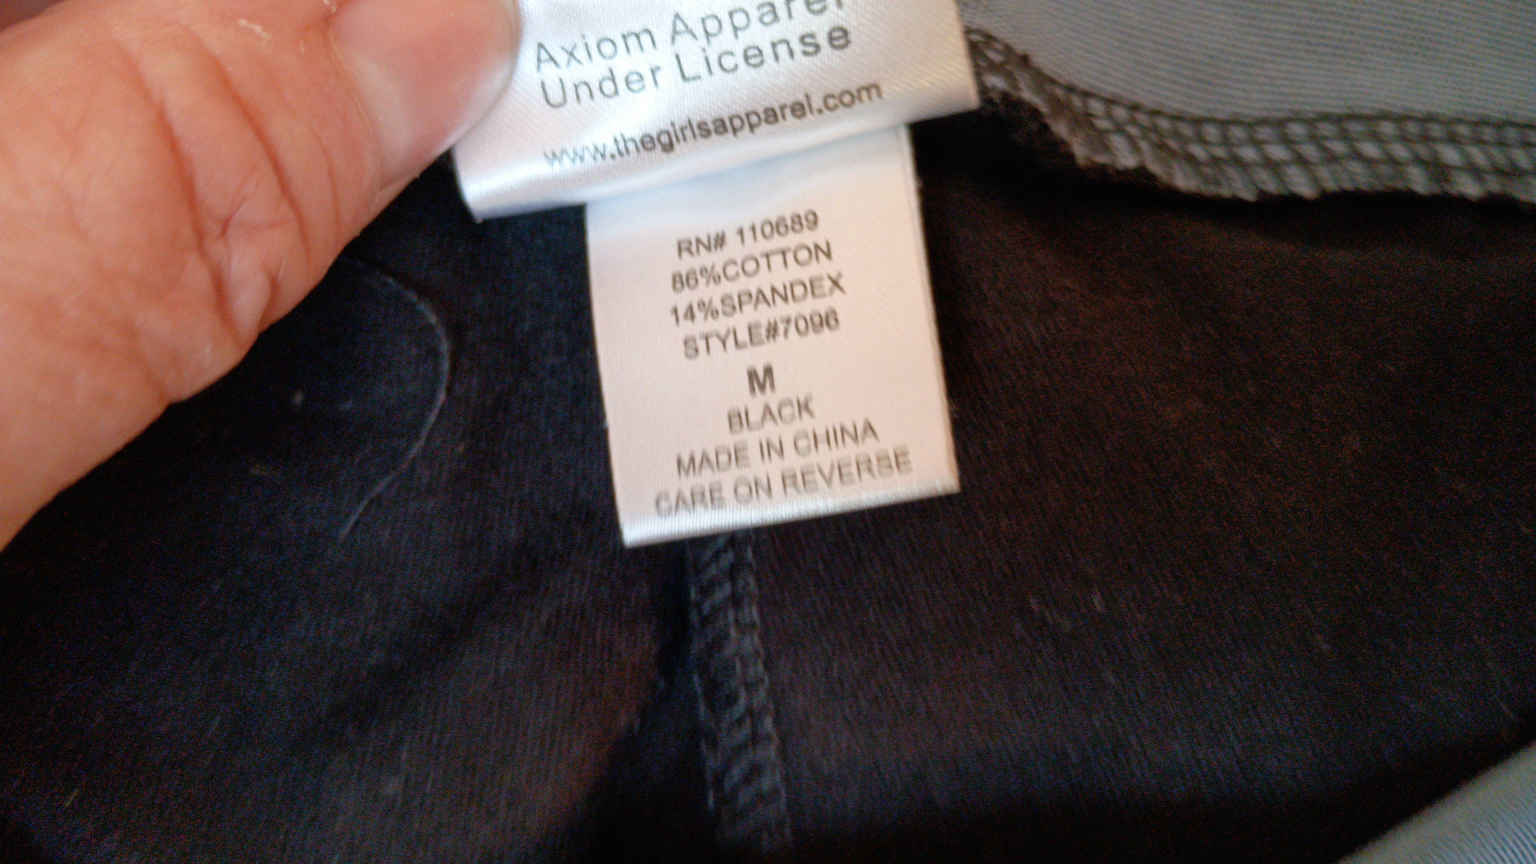 Axiom Apparel
Under License
www.thegirlsapparel.com
RN# 110689
86%COTTON
14%SPANDEX
STYLE#7096
M
BLACK
MADE IN CHINA
CARE ON REVERSE